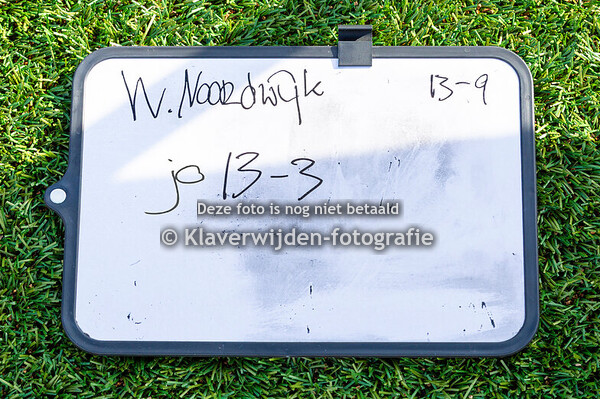 W. Noordwijk 13-9
jo 13-3
Deze foto is nog niet betaald
© Klaverwijden-fotografie